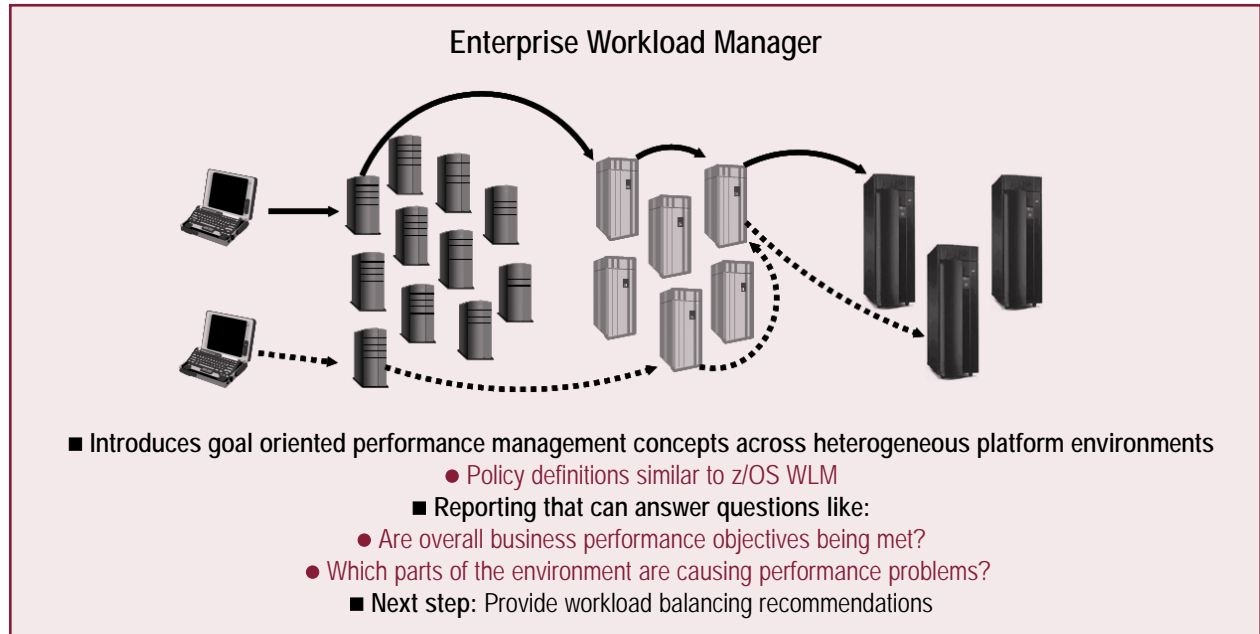 Enterprise Workload Manager
■ Introduces goal oriented performance management concepts across heterogeneous platform environments
● Policy definitions similar to z/OS WLM
■ Reporting that can answer questions like:
● Are overall business performance objectives being met?
● Which parts of the environment are causing performance problems?
■ Next step: Provide workload balancing recommendations